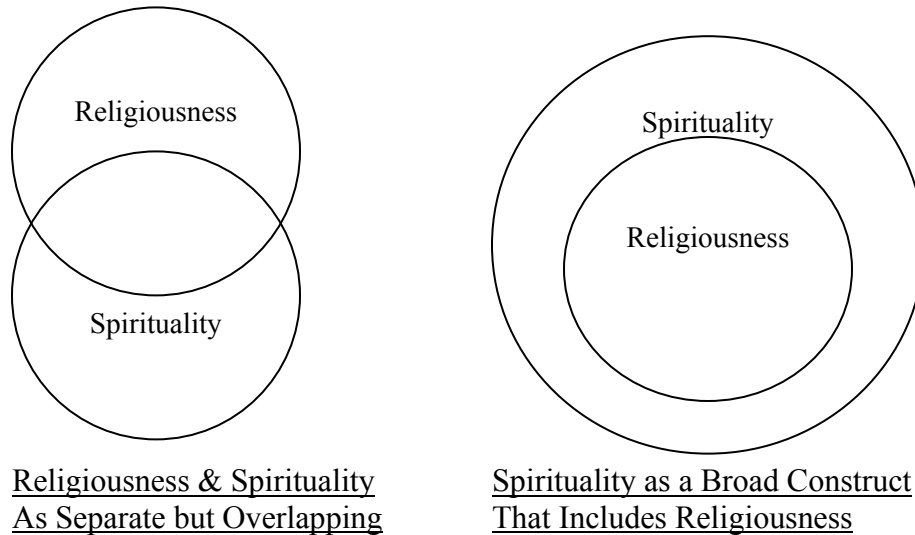 Religiousness
Spirituality
Religiousness & Spirituality
As Separate but Overlapping
Spirituality
Religiousness
Spirituality as a Broad Construct
That Includes Religiousness